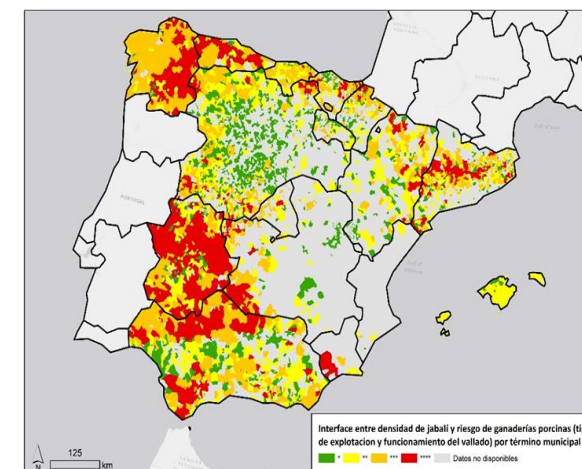 PORTUGAL
Interface entre densidad de jabalí y riesgo de ganaderías porcinas (ti
de explotacion y funcionamiento del vallado) por término municipal
* ** *** **** Datos no disponibles
125
km
N